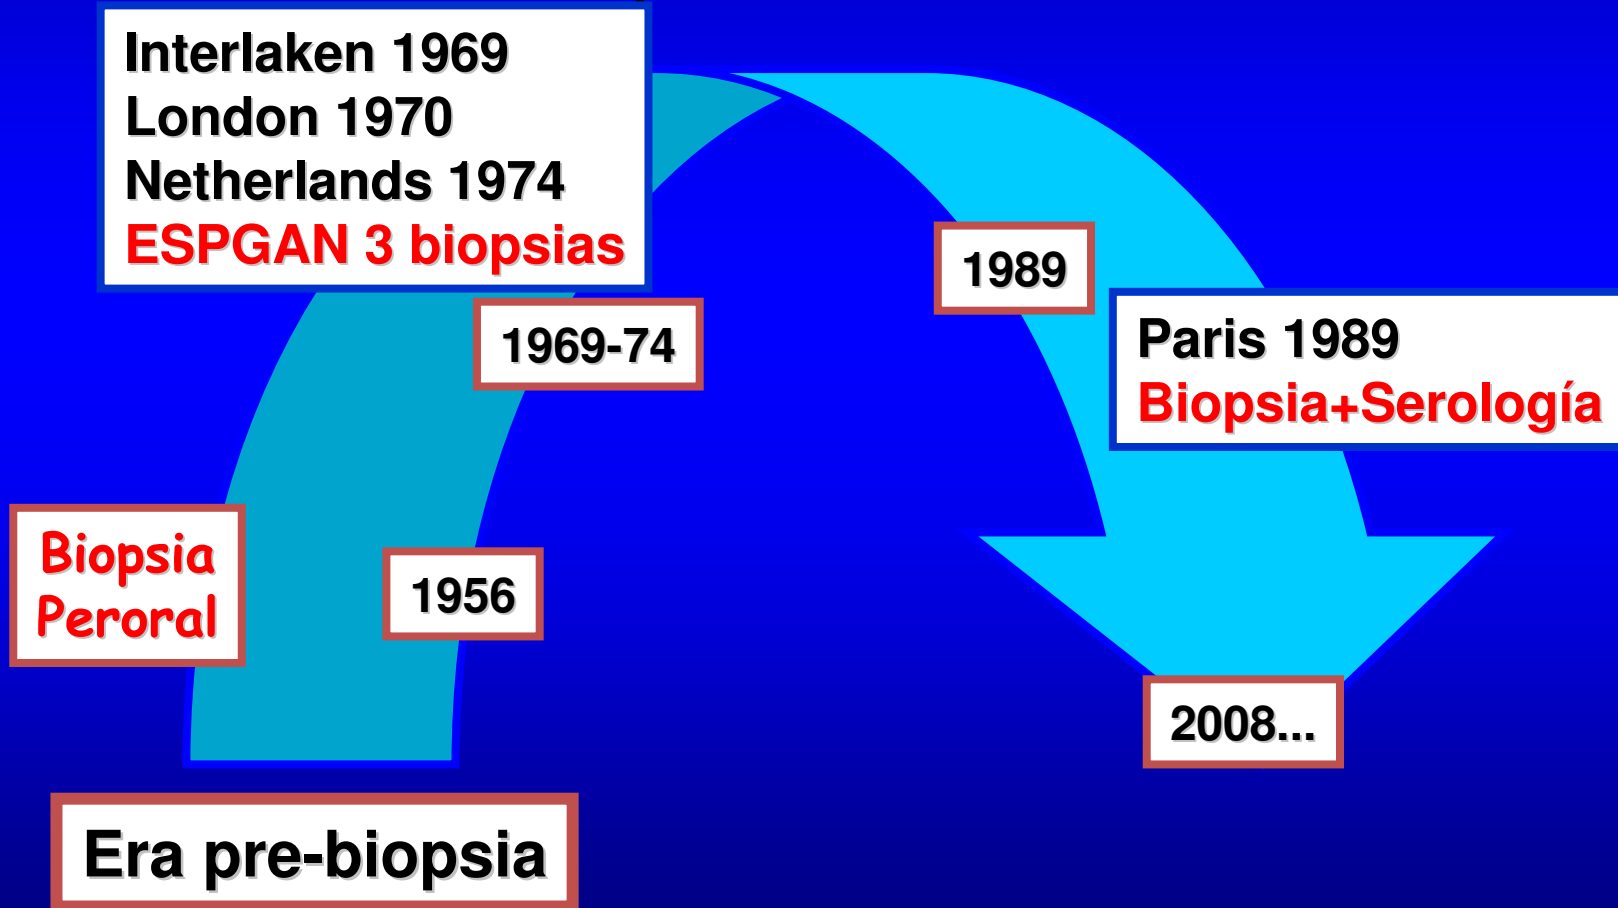 Interlaken 1969
London 1970
Netherlands 1974
ESPGAN 3 biopsias
1969-74
1989
Paris 1989
Biopsia+Serología
Biopsia
Peroral
1956
2008...
Era pre-biopsia